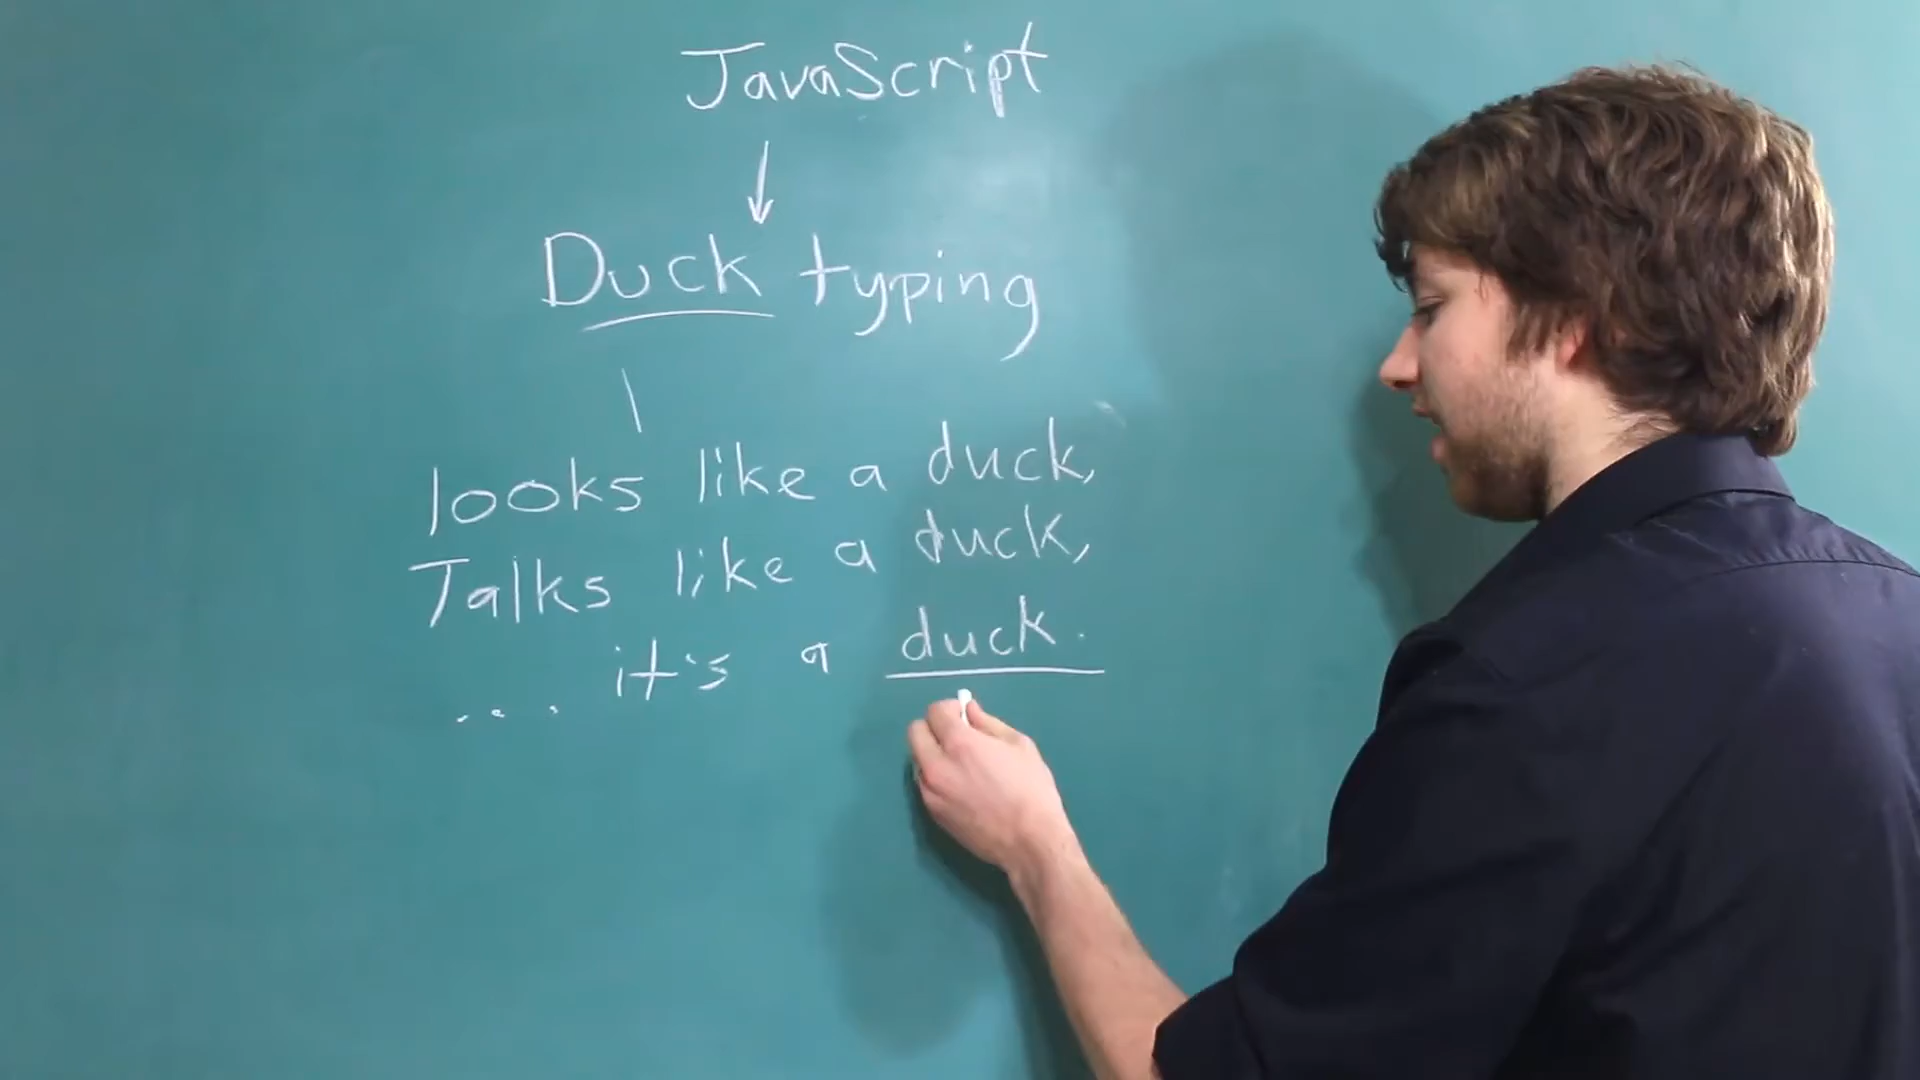 JavaScript
Duck typing
looks like a duck,
Talks like a duck,
... it's a duck.